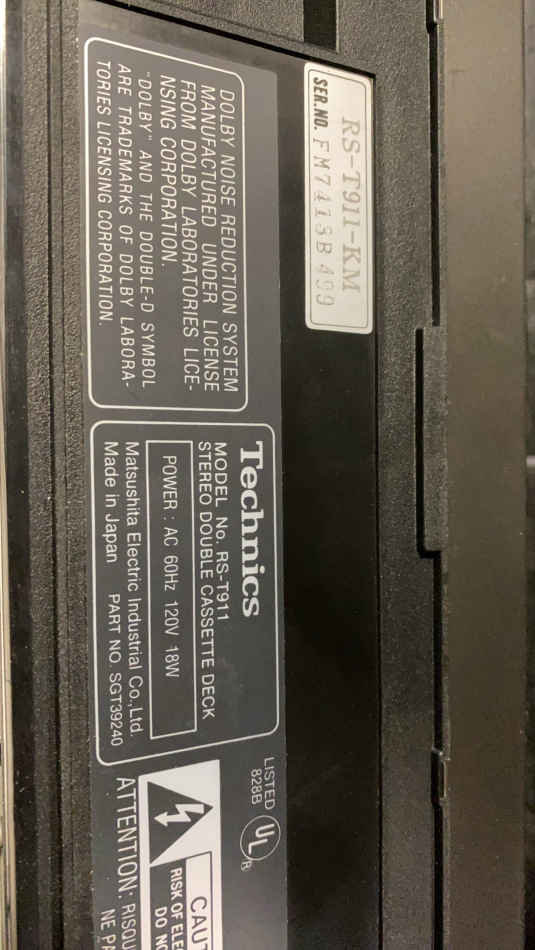 RS-T911-KM
SER.NO. FM7415B499
DOLBY NOISE REDUCTION SYSTEM
MANUFACTURED UNDER LICENSE
FROM DOLBY LABORATORIES LICE-
NSING CORPORATION.
"DOLBY" AND THE DOUBLE-D SYMBOL
ARE TRADEMARKS OF DOLBY LABORA-
TORIES LICENSING CORPORATION.
Technics
MODEL No. RS-T911
STEREO DOUBLE CASSETTE DECK
POWER : AC 60Hz 120V 18W
Matsushita Electric Industrial Co.,Ltd.
Made in Japan PART NO. SGT39240
LISTED
828B
UL
R
CAUT
RISK OF ELE
DO NO
ATTENTION: RISQU
NE P